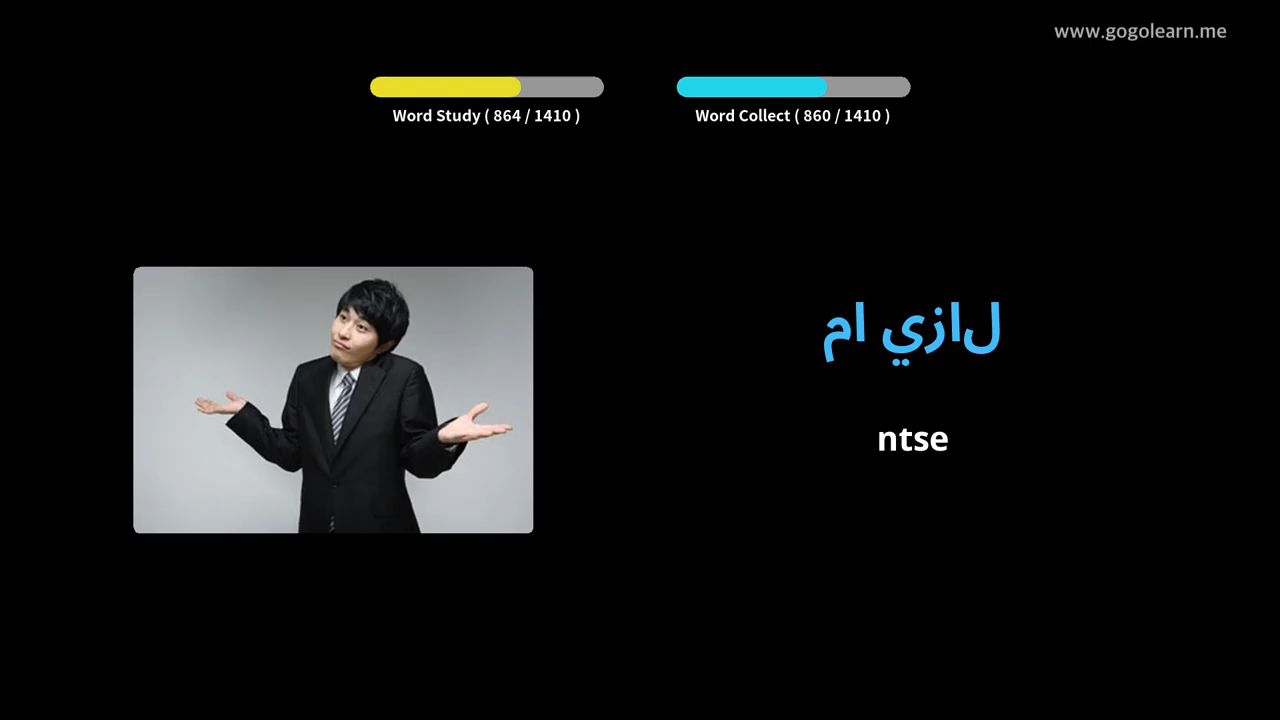 www.gogolearn.me
Word Study ( 864 / 1410 )
Word Collect ( 860 / 1410 )
لازي ام
ntse